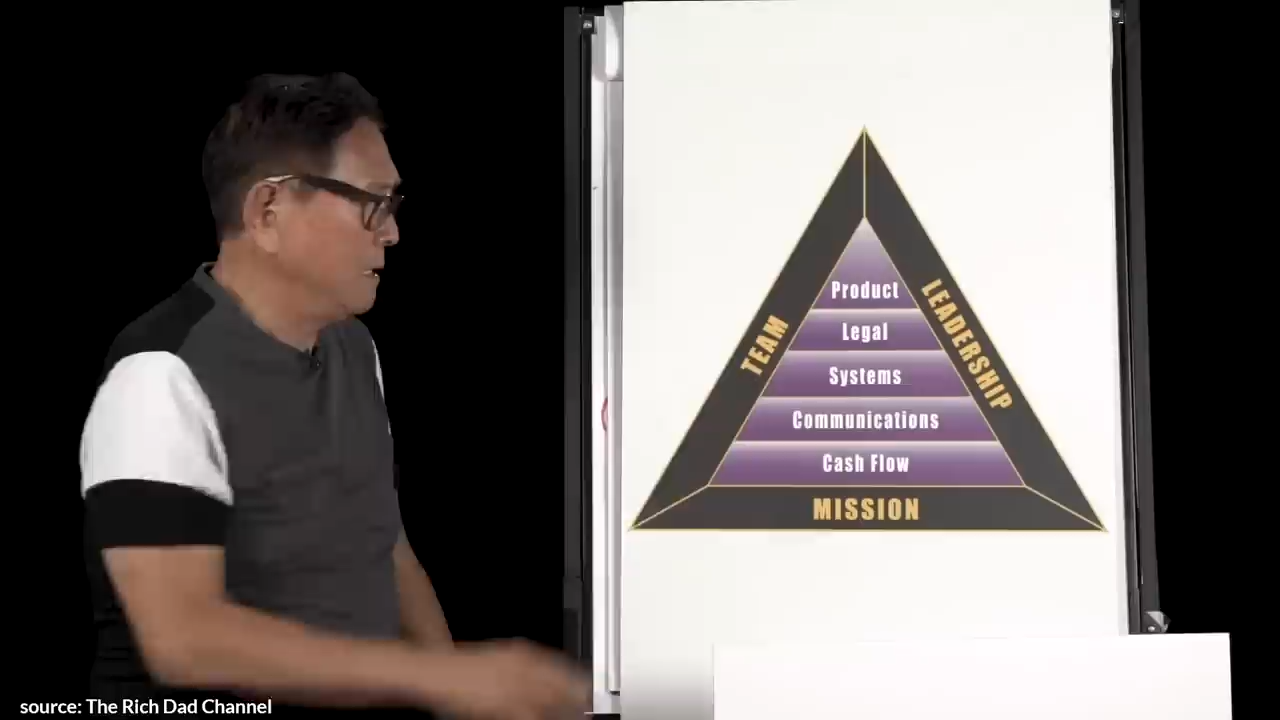 Product
LEADERSHIP
Legal
TEAM
Systems
Communications
Cash Flow
MISSION
source: The Rich Dad Channel